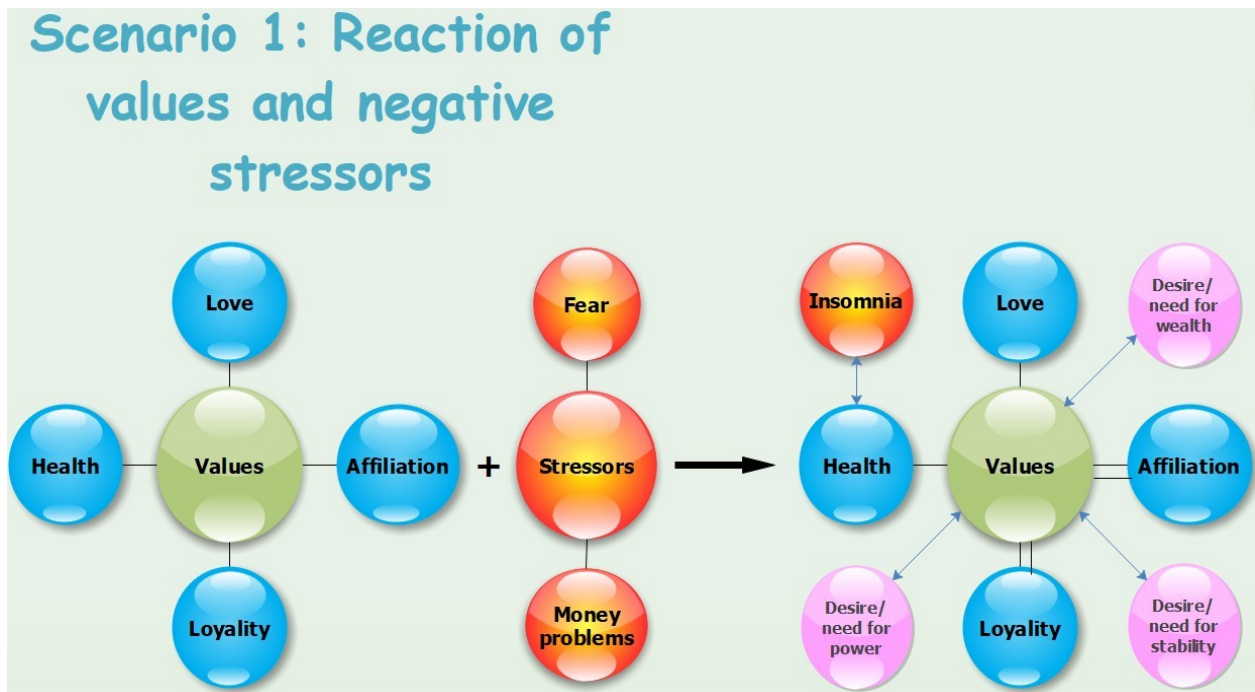 Scenario 1: Reaction of
values and negative
stressors
Love
Health
Values
Affiliation
Loyality
+
Fear
Stressors
Money
problems
Insomnia
Love
Desire/
need for
wealth
Health
Values
Affiliation
Desire/
need for
power
Loyality
Desire/
need for
stability